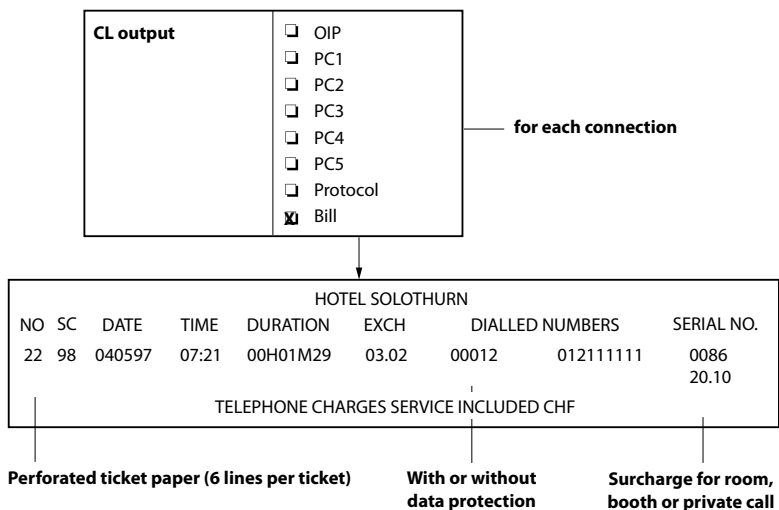 CL output
OIP
PC1
PC2
PC3
PC4
PC5
Protocol
Bill
for each connection
HOTEL SOLOTHURN
NO SC DATE TIME DURATION EXCH DIALLED NUMBERS SERIAL NO.
22 98 040597 07:21 00H01M29 03.02 00012 012111111 0086
20.10
TELEPHONE CHARGES SERVICE INCLUDED CHF
Perforated ticket paper (6 lines per ticket)
With or without
data protection
Surcharge for room,
booth or private call